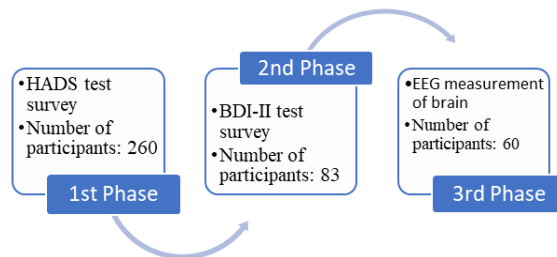 •HADS test
survey
•Number of
participants: 260
1st Phase
2nd Phase
•BDI-II test
survey
•Number of
participants: 83
•EEG measurement
of brain
•Number of
participants: 60
3rd Phase